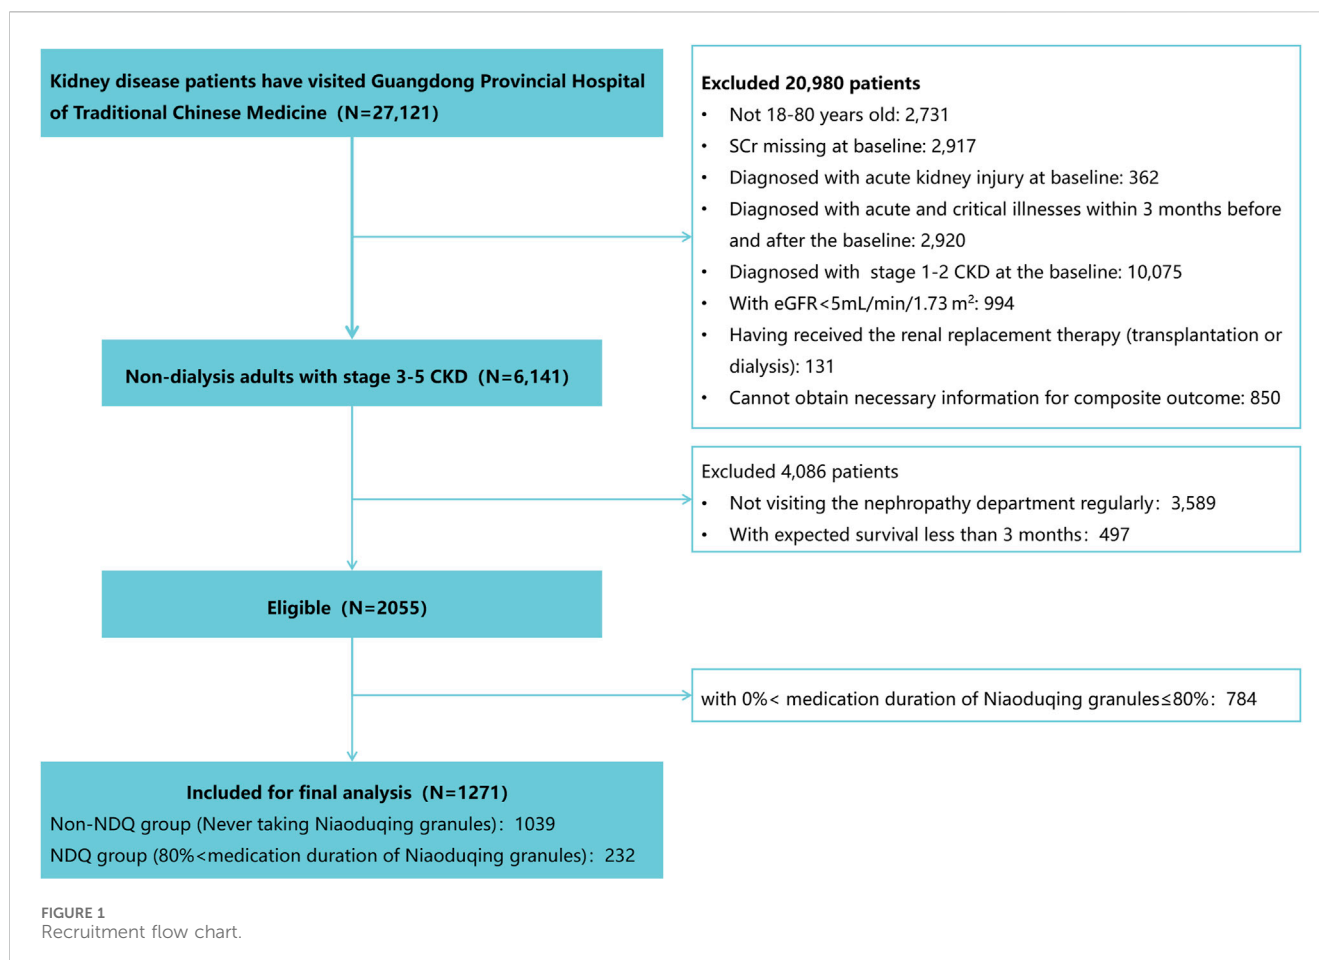 Kidney disease patients have visited Guangdong Provincial Hospital
of Traditional Chinese Medicine (N=27,121)
Excluded 20,980 patients
• Not 18-80 years old: 2,731
• SCr missing at baseline: 2,917
• Diagnosed with acute kidney injury at baseline: 362
• Diagnosed with acute and critical illnesses within 3 months before
and after the baseline: 2,920
• Diagnosed with stage 1-2 CKD at the baseline: 10,075
• With eGFR<5mL/min/1.73 m²: 994
• Having received the renal replacement therapy (transplantation or
dialysis): 131
• Cannot obtain necessary information for composite outcome: 850
Non-dialysis adults with stage 3-5 CKD (N=6,141)
Excluded 4,086 patients
• Not visiting the nephropathy department regularly: 3,589
• With expected survival less than 3 months: 497
Eligible (N=2055)
with 0%< medication duration of Niaoduqing granules≤80%: 784
Included for final analysis (N=1271)
Non-NDQ group (Never taking Niaoduqing granules): 1039
NDQ group (80%<medication duration of Niaoduqing granules): 232
FIGURE 1
Recruitment flow chart.